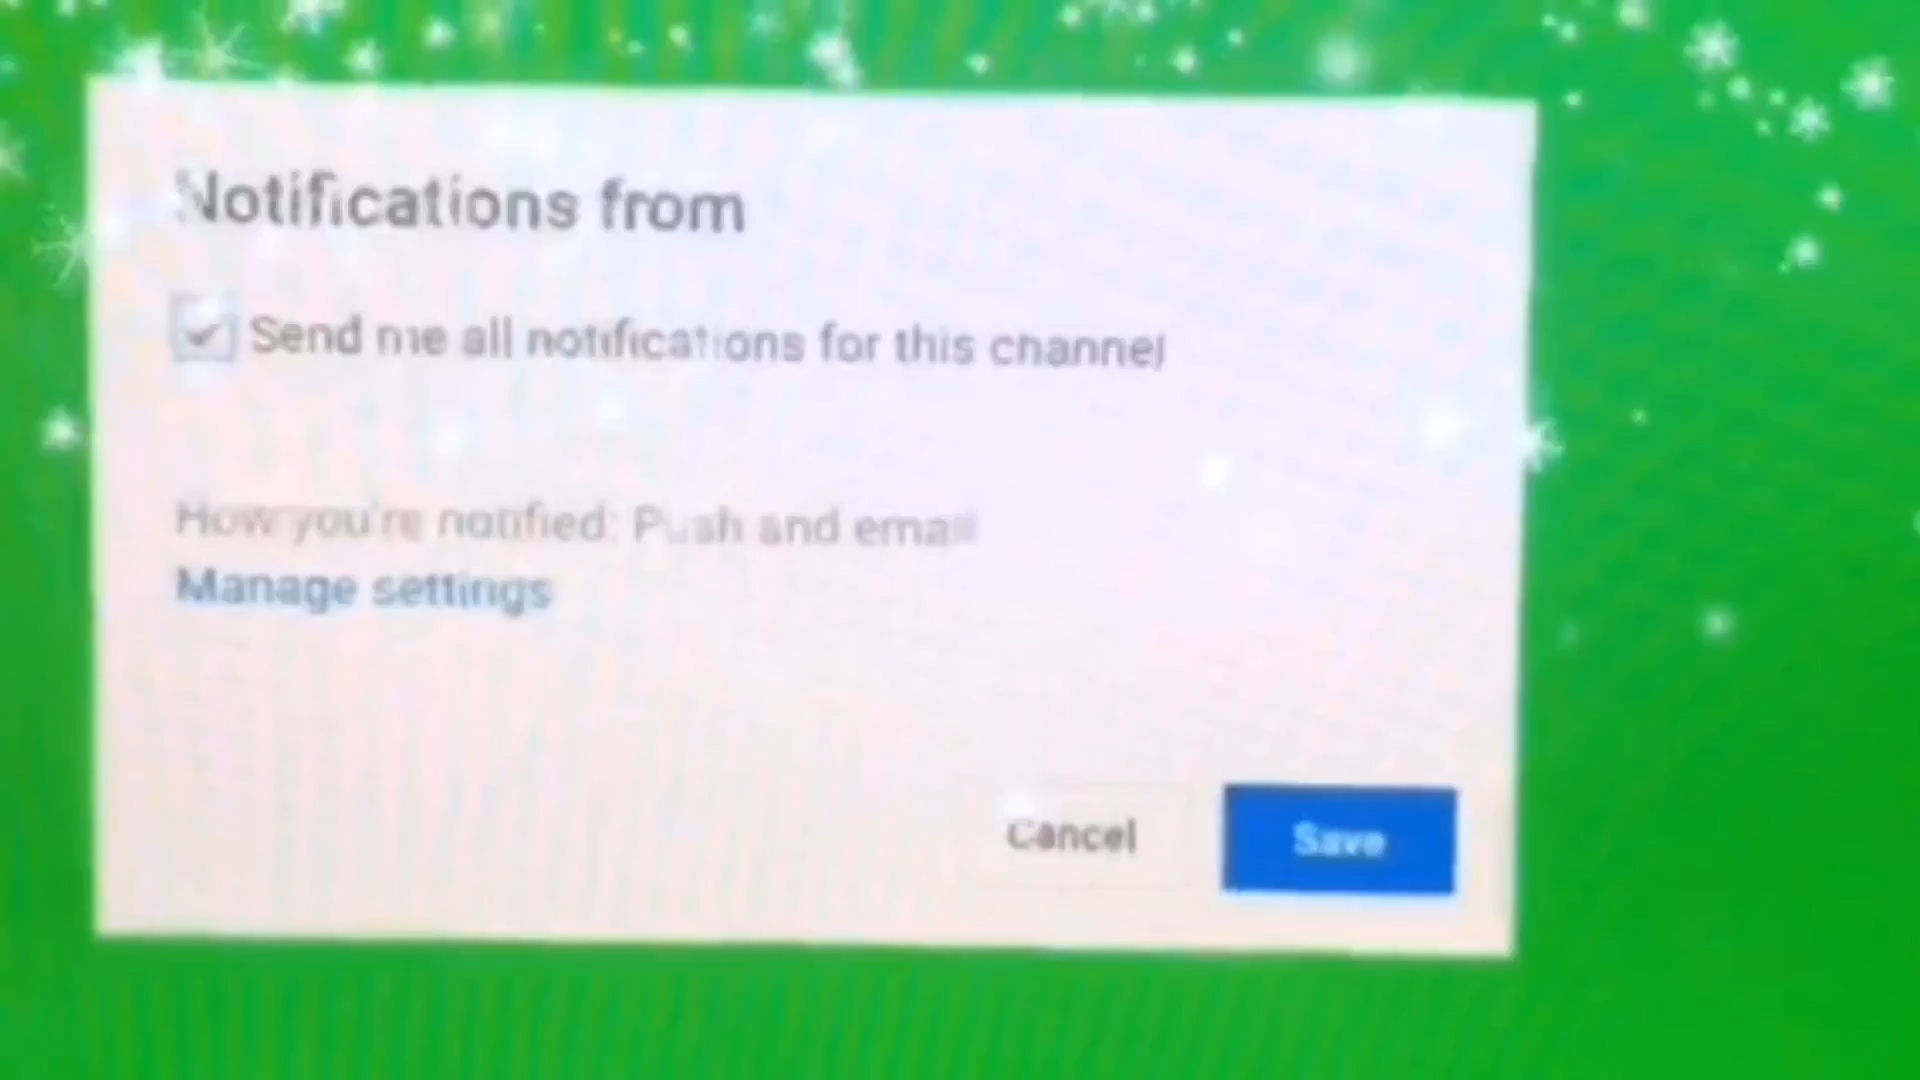 Notifications from
Send me all notifications for this channel
How you're notified: Push and email
Manage settings
Cancel
Save